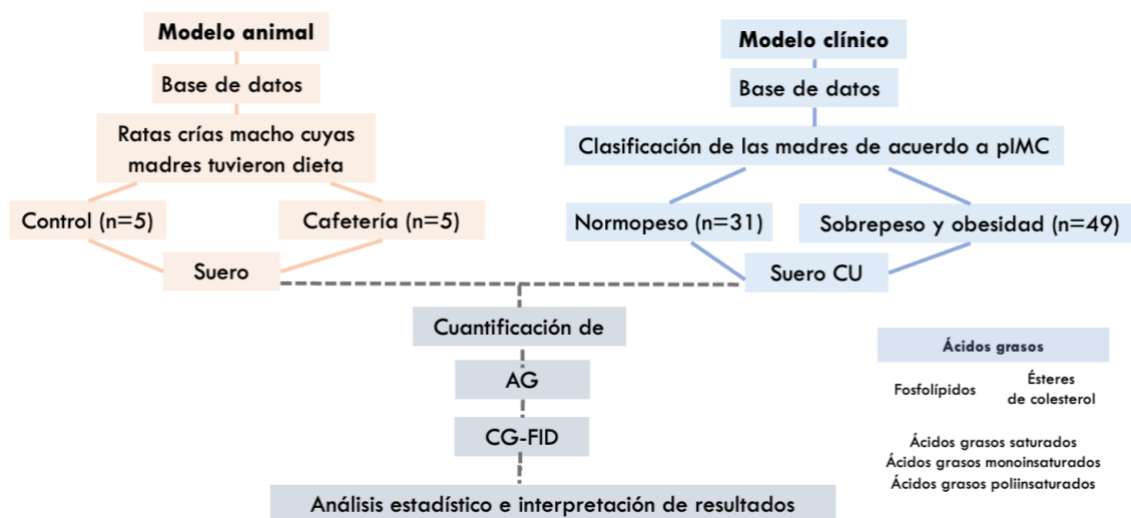 Modelo animal
Base de datos
Ratas crías macho cuyas
madres tuvieron dieta
Control (n=5)
Cafetería (n=5)
Suero
Modelo clínico
Base de datos
Clasificación de las madres de acuerdo a pIMC
Normopeso (n=31)
Sobrepeso y obesidad (n=49)
Suero CU
Cuantificación de
AG
CG-FID
Análisis estadístico e interpretación de resultados
Ácidos grasos
Fosfolípidos
Ésteres
de colesterol
Ácidos grasos saturados
Ácidos grasos monoinsaturados
Ácidos grasos poliinsaturados